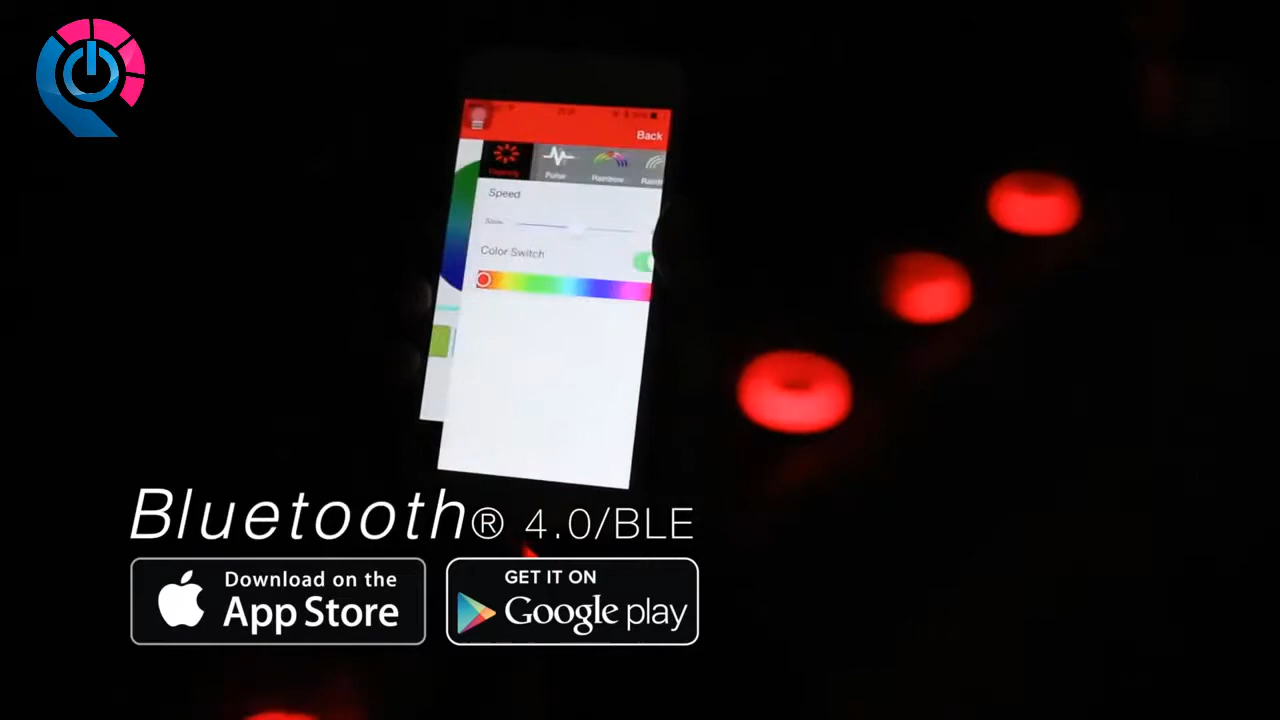 Back
Pulse
Rainbow
Speed
Color Switch
Bluetooth® 4.0/BLE
Download on the
App Store
GET IT ON
Google play